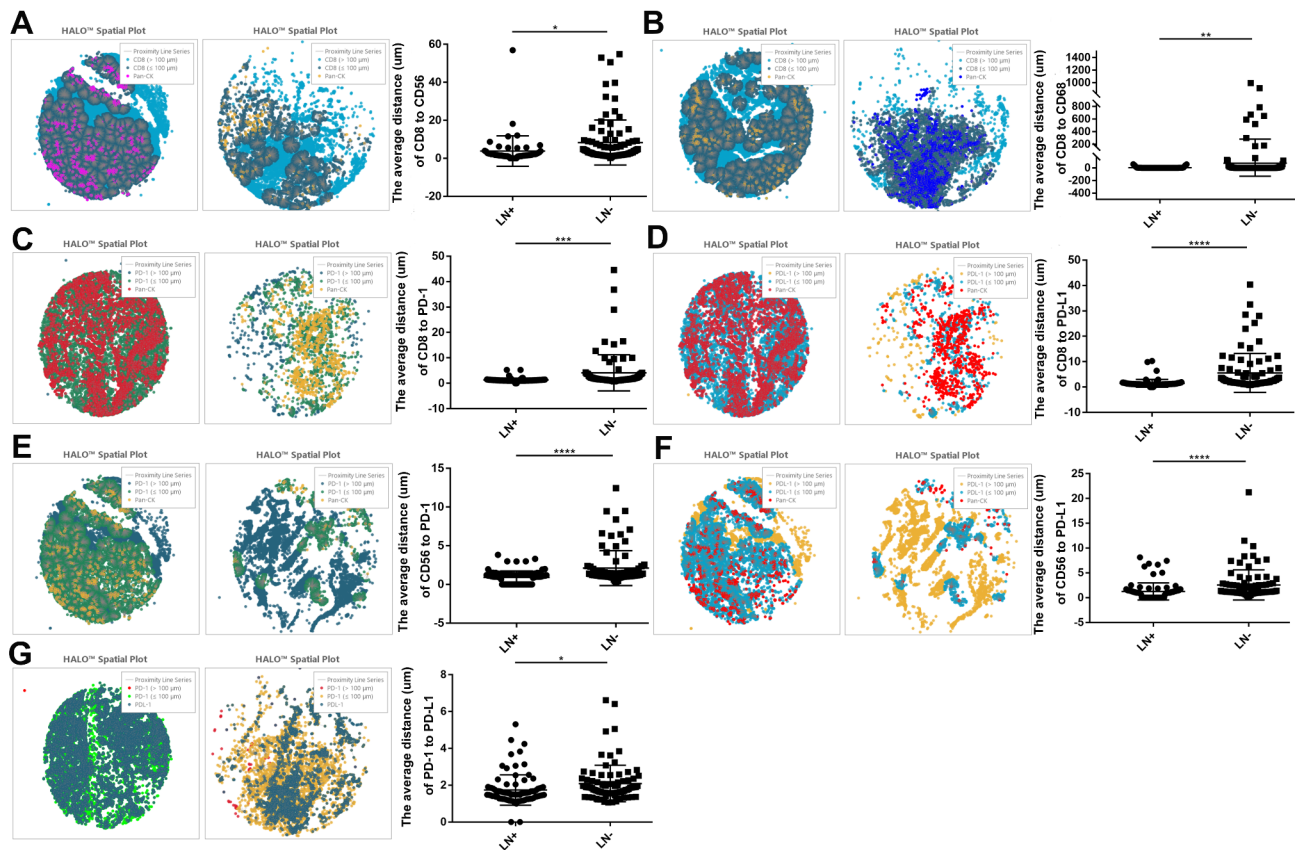 A
HALO™ Spatial Plot
Proximity Line Series
CD8 (> 100 µm)
CD8 (≤ 100 µm)
Pan-CK
HALO™ Spatial Plot
Proximity Line Series
CD8 (> 100 µm)
CD8 (≤ 100 µm)
Pan-CK
The average distance (um)
of CD8 to CD56
60
40
20
0
-20
*
LN+
LN-
B
HALO™ Spatial Plot
Proximity Line Series
CD8 (> 100 µm)
CD8 (≤ 100 µm)
Pan-CK
HALO™ Spatial Plot
Proximity Line Series
CD8 (> 100 µm)
CD8 (≤ 100 µm)
Pan-CK
The average distance (um)
of CD8 to CD68
1400
1200
1000
800
600
400
200
0
-200
-400
**
LN+
LN-
C
HALO™ Spatial Plot
Proximity Line Series
PD-1 (> 100 µm)
PD-1 (≤ 100 µm)
Pan-CK
HALO™ Spatial Plot
Proximity Line Series
PD-1 (> 100 µm)
PD-1 (≤ 100 µm)
Pan-CK
The average distance (um)
of CD8 to PD-1
50
40
30
20
10
0
-10
***
LN+
LN-
D
HALO™ Spatial Plot
Proximity Line Series
PDL-1 (> 100 µm)
PDL-1 (≤ 100 µm)
Pan-CK
HALO™ Spatial Plot
Proximity Line Series
PDL-1 (> 100 µm)
PDL-1 (≤ 100 µm)
Pan-CK
The average distance (um)
of CD8 to PD-L1
50
40
30
20
10
0
-10
****
LN+
LN-
E
HALO™ Spatial Plot
Proximity Line Series
PD-1 (> 100 µm)
PD-1 (≤ 100 µm)
Pan-CK
HALO™ Spatial Plot
Proximity Line Series
PD-1 (> 100 µm)
PD-1 (≤ 100 µm)
Pan-CK
The average distance (um)
of CD56 to PD-1
15
10
5
0
-5
****
LN+
LN-
F
HALO™ Spatial Plot
Proximity Line Series
PDL-1 (> 100 µm)
PDL-1 (≤ 100 µm)
Pan-CK
HALO™ Spatial Plot
Proximity Line Series
PDL-1 (> 100 µm)
PDL-1 (≤ 100 µm)
Pan-CK
The average distance (um)
of CD56 to PD-L1
25
20
15
10
5
0
-5
****
LN+
LN-
G
HALO™ Spatial Plot
Proximity Line Series
PD-1 (> 100 µm)
PD-1 (≤ 100 µm)
PDL-1
HALO™ Spatial Plot
Proximity Line Series
PD-1 (> 100 µm)
PD-1 (≤ 100 µm)
PDL-1
The average distance (um)
of PD-1 to PD-L1
8
6
4
2
0
-2
*
LN+
LN-